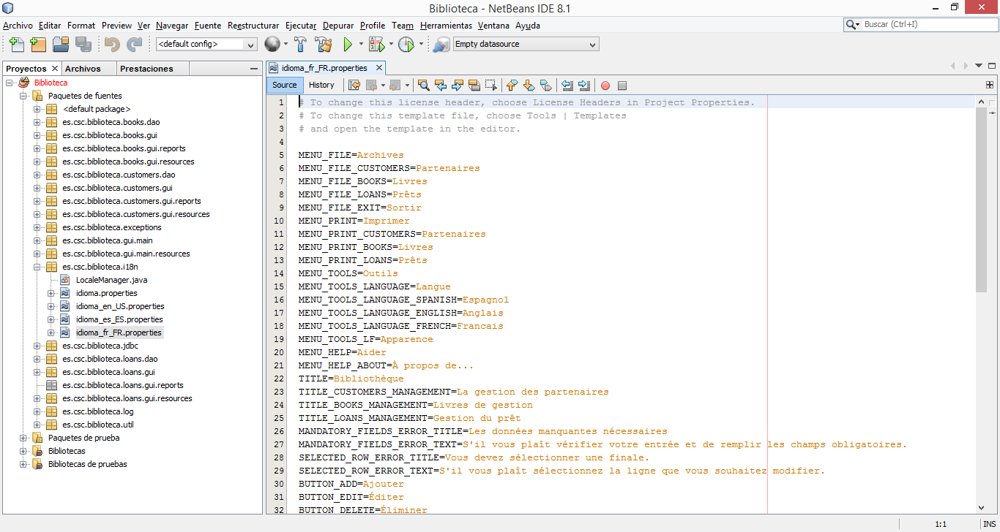 Biblioteca - NetBeans IDE 8.1
Archivo Editar Format Preview Ver Navegar Fuente Reestructurar Ejecutar Depurar Profile Team Herramientas Ventana Ayuda
Buscar (Ctrl+I)
<default config>
Empty datasource
Proyectos Archivos Prestaciones
idioma_fr_FR.properties
Source History
Biblioteca
Paquetes de fuentes
<default package>
es.csc.biblioteca.books.dao
es.csc.biblioteca.books.gui
es.csc.biblioteca.books.gui.reports
es.csc.biblioteca.books.gui.resources
es.csc.biblioteca.customers.dao
es.csc.biblioteca.customers.gui
es.csc.biblioteca.customers.gui.reports
es.csc.biblioteca.customers.gui.resources
es.csc.biblioteca.exceptions
es.csc.biblioteca.gui.main
es.csc.biblioteca.gui.main.resources
es.csc.biblioteca.i18n
LocaleManager.java
idioma.properties
idioma_en_US.properties
idioma_es_ES.properties
idioma_fr_FR.properties
es.csc.biblioteca.jdbc
es.csc.biblioteca.loans.dao
es.csc.biblioteca.loans.gui
es.csc.biblioteca.loans.gui.reports
es.csc.biblioteca.loans.gui.resources
es.csc.biblioteca.log
es.csc.biblioteca.util
Paquetes de prueba
Bibliotecas
Bibliotecas de pruebas
1 # To change this license header, choose License Headers in Project Properties.
2 # To change this template file, choose Tools | Templates
3 # and open the template in the editor.
4
5 MENU_FILE=Archives
6 MENU_FILE_CUSTOMERS=Partenaires
7 MENU_FILE_BOOKS=Livres
8 MENU_FILE_LOANS=Prêts
9 MENU_FILE_EXIT=Sortir
10 MENU_PRINT=Imprimer
11 MENU_PRINT_CUSTOMERS=Partenaires
12 MENU_PRINT_BOOKS=Livres
13 MENU_PRINT_LOANS=Prêts
14 MENU_TOOLS=Outils
15 MENU_TOOLS_LANGUAGE=Langue
16 MENU_TOOLS_LANGUAGE_SPANISH=Espagnol
17 MENU_TOOLS_LANGUAGE_ENGLISH=Anglais
18 MENU_TOOLS_LANGUAGE_FRENCH=Francais
19 MENU_TOOLS_LF=Apparence
20 MENU_HELP=Aider
21 MENU_HELP_ABOUT=À propos de...
22 TITLE=Bibliothèque
23 TITLE_CUSTOMERS_MANAGEMENT=La gestion des partenaires
24 TITLE_BOOKS_MANAGEMENT=Livres de gestion
25 TITLE_LOANS_MANAGEMENT=Gestion du prêt
26 MANDATORY_FIELDS_ERROR_TITLE=Les données manquantes nécessaires
27 MANDATORY_FIELDS_ERROR_TEXT=S'il vous plaît vérifier votre entrée et de remplir les champs obligatoires.
28 SELECTED_ROW_ERROR_TITLE=Vous devez sélectionner une finale.
29 SELECTED_ROW_ERROR_TEXT=S'il vous plaît sélectionnez la ligne que vous souhaitez modifier.
30 BUTTON_ADD=Ajouter
31 BUTTON_EDIT=Éditer
32 BUTTON_DELETE=Éliminer
1:1 INS